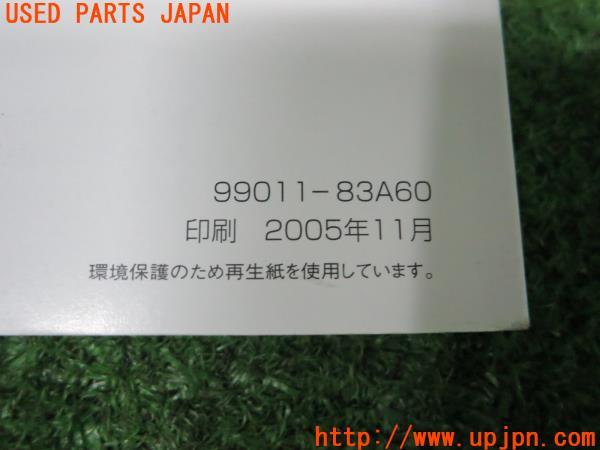 USED PARTS JAPAN
99011-83A60
印刷 2005年11月
環境保護のため再生紙を使用しています。
http://www.upjpn.com